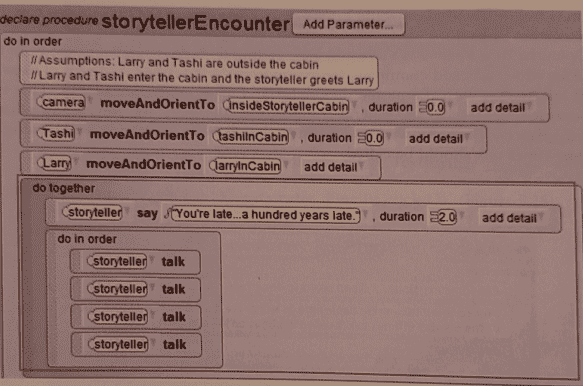 declare procedure storytellerEncounter Add Parameter...
do in order
// Assumptions: Larry and Tashi are outside the cabin
// Larry and Tashi enter the cabin and the storyteller greets Larry
camera moveAndOrientTo insideStorytellerCabin , duration 0.0 add detail
Tashi moveAndOrientTo tashiInCabin , duration 0.0 add detail
Larry moveAndOrientTo larryInCabin add detail
do together
storyteller say "You're late...a hundred years late." , duration 2.0 add detail
do in order
storyteller talk
storyteller talk
storyteller talk
storyteller talk